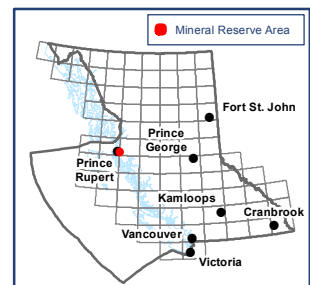 Mineral Reserve Area
Fort St. John
Prince
George
Prince
Rupert
Kamloops
Cranbrook
Vancouver
Victoria